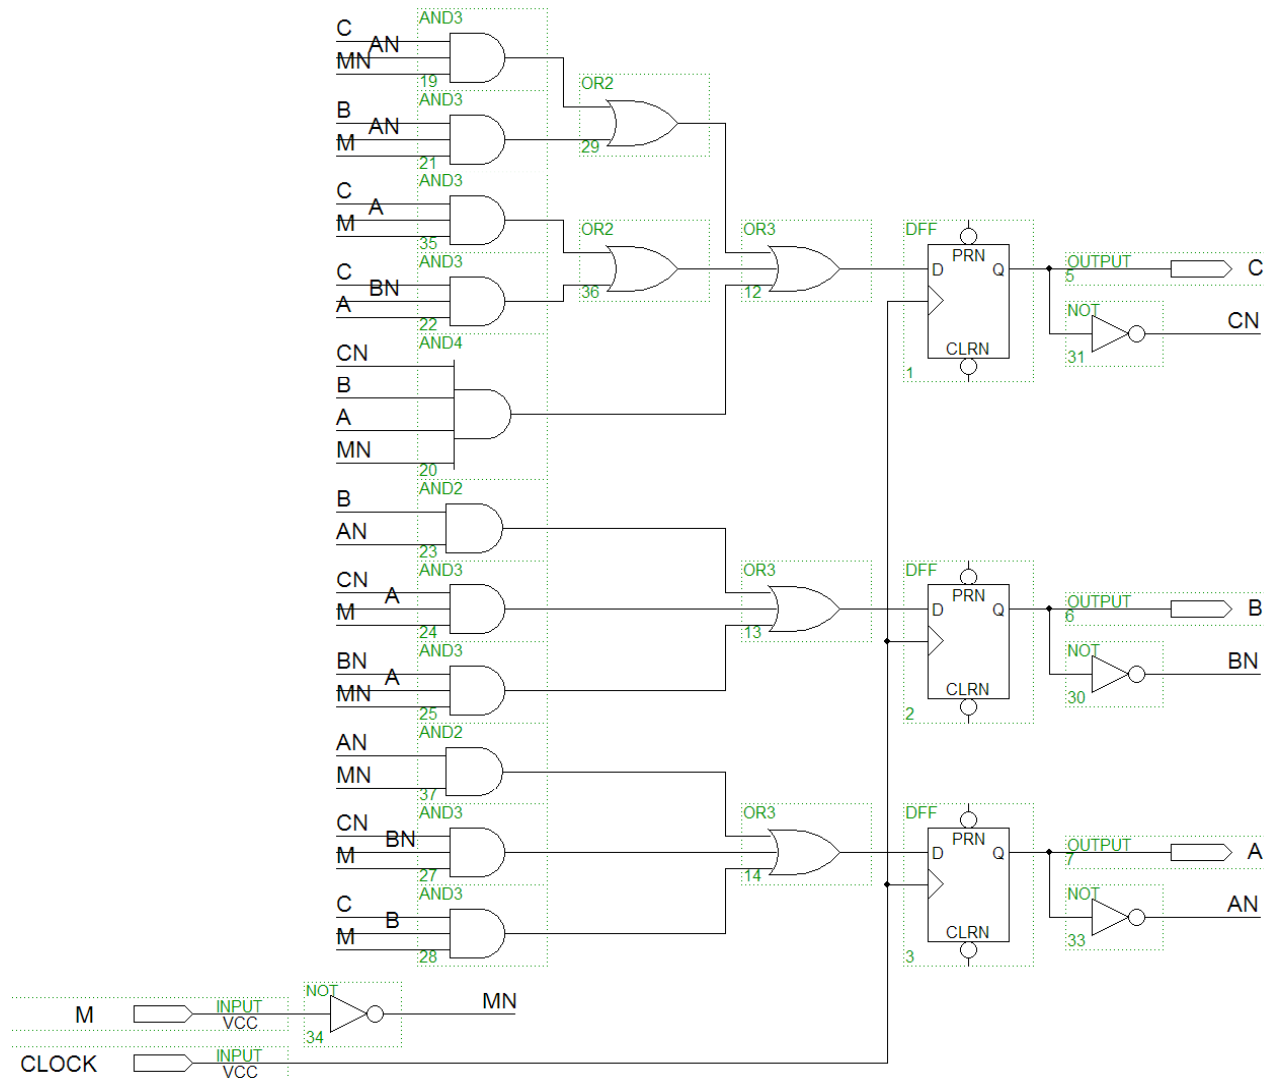 AND3
C
AN
MN
19
AND3
B
AN
M
21
AND3
C
A
M
35
AND3
C
BN
A
22
AND4
CN
B
A
MN
20
AND2
B
AN
23
AND3
CN
A
M
24
AND3
BN
A
MN
25
AND2
AN
MN
37
AND3
CN
BN
M
27
AND3
C
B
M
28
OR2
29
OR2
36
OR3
12
OR3
13
OR3
14
DFF
PRN
D Q
CLRN
1
OUTPUT
5
C
NOT
CN
31
DFF
PRN
D Q
CLRN
2
OUTPUT
6
B
NOT
BN
30
DFF
PRN
D Q
CLRN
3
OUTPUT
7
A
NOT
AN
33
M
INPUT
VCC
NOT
MN
34
CLOCK
INPUT
VCC